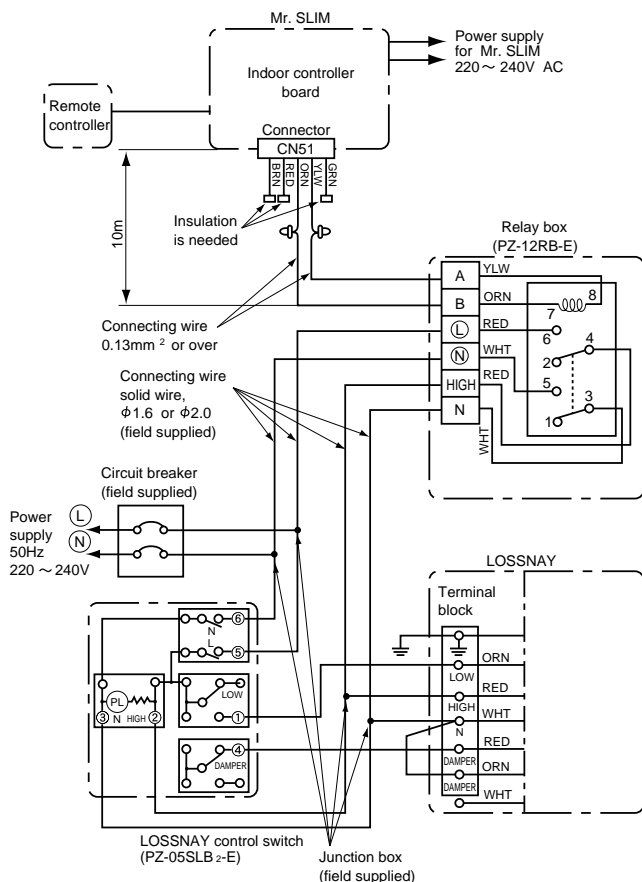 Mr. SLIM
Power supply
for Mr. SLIM
220～240V AC
Indoor controller
board
Remote
controller
Connector
CN51
BRN
RED
ORN
YLW
GRN
10m
Insulation
is needed
Relay box
(PZ-12RB-E)
A
YLW
B
ORN
7
8
Ⓛ
RED
6
4
Ⓝ
WHT
2
5
HIGH
RED
3
N
1
WHT
Connecting wire
0.13mm ² or over
Connecting wire
solid wire,
ϕ1.6 or ϕ2.0
(field supplied)
Circuit breaker
(field supplied)
Power
supply
50Hz
220～240V
Ⓛ
Ⓝ
LOSSNAY
Terminal
block
ORN
LOW
RED
HIGH
WHT
N
RED
DAMPER
ORN
DAMPER
WHT
⑥
N
L
⑤
PL
③ N HIGH ②
LOW
①
④
DAMPER
LOSSNAY control switch
(PZ-05SLB ₂-E)
Junction box
(field supplied)